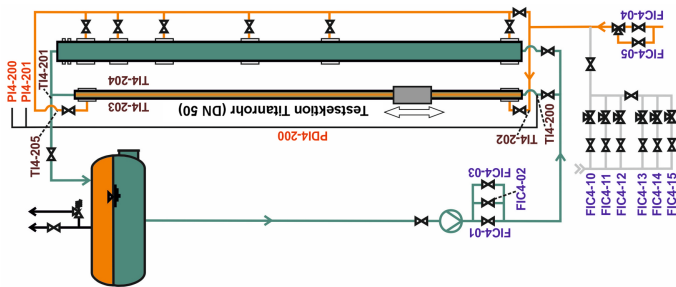 FIC4-04
FIC4-05
PI4-200
PI4-201
TI4-201
TI4-204
TI4-203
Testsektion Titanrohr (DN 50)
PDI4-200
TI4-202
TI4-200
TI4-205
FIC4-03
FIC4-02
FIC4-01
FIC4-10
FIC4-11
FIC4-12
FIC4-13
FIC4-14
FIC4-15